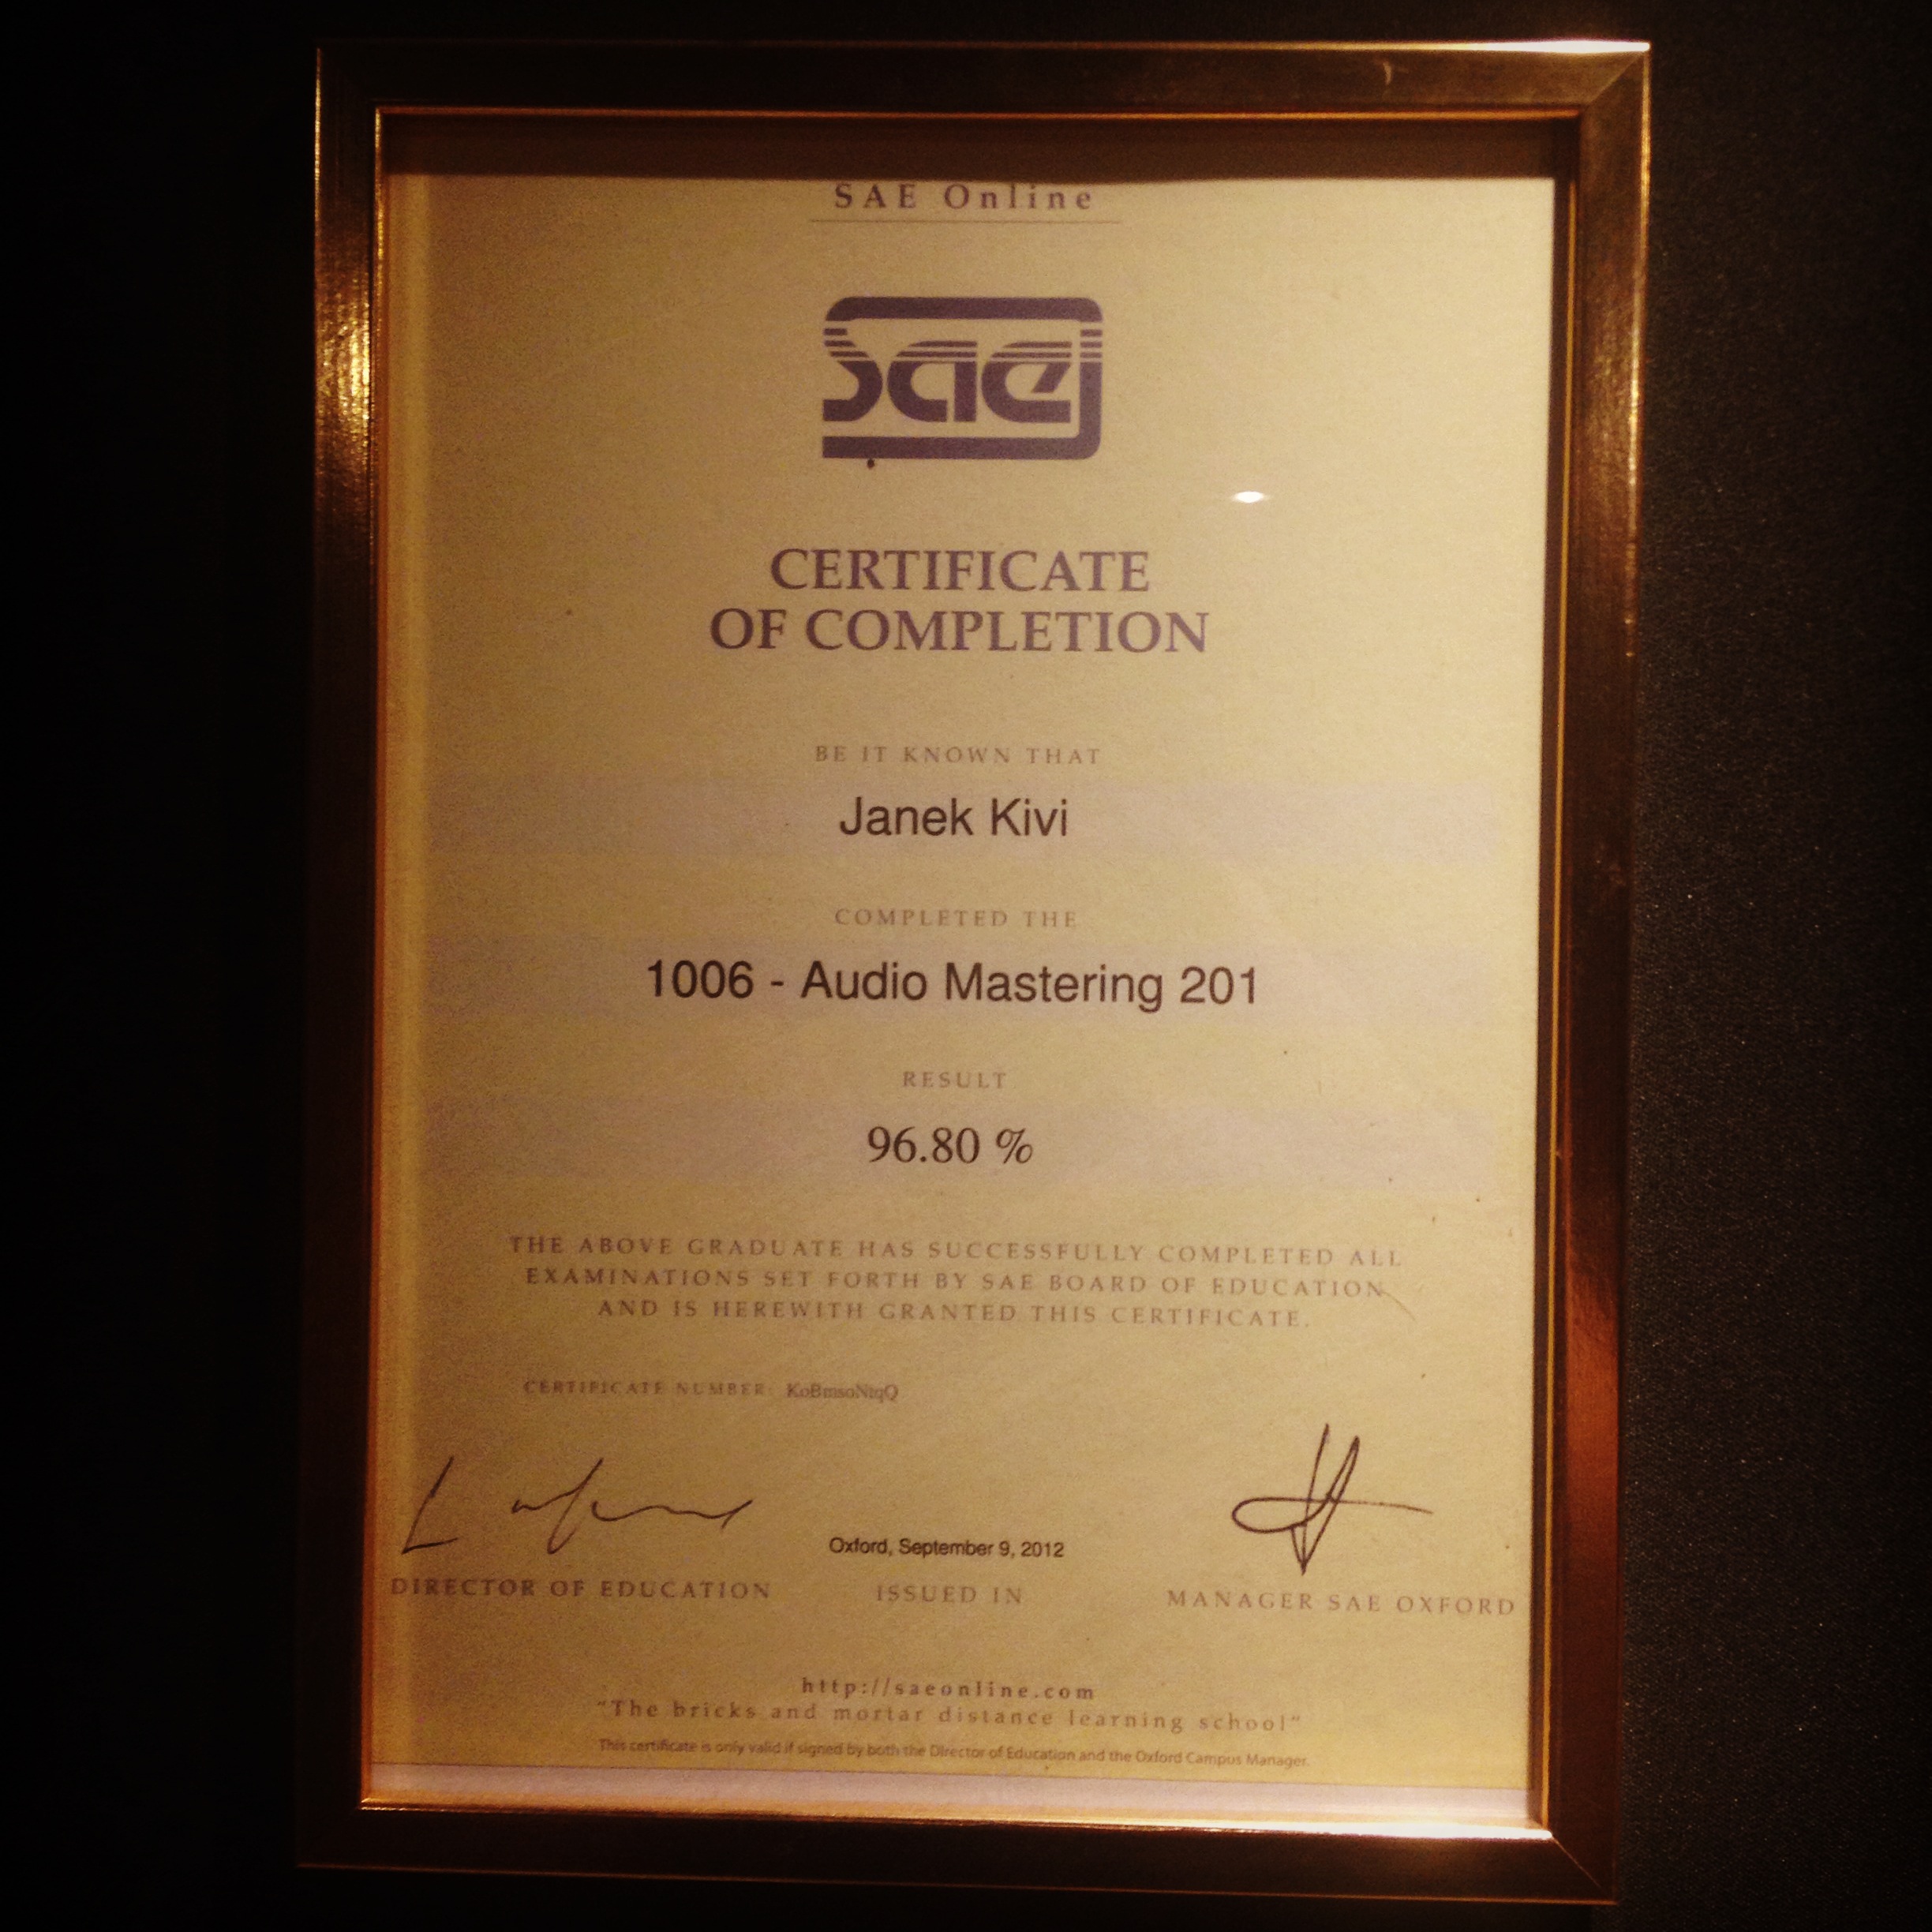 SAE Online
sae
CERTIFICATE
OF COMPLETION
BE IT KNOWN THAT
Janek Kivi
COMPLETED THE
1006 - Audio Mastering 201
RESULT
96.80 %
THE ABOVE GRADUATE HAS SUCCESSFULLY COMPLETED ALL
EXAMINATIONS SET FORTH BY SAE BOARD OF EDUCATION
AND IS HEREWITH GRANTED THIS CERTIFICATE.
CERTIFICATE NUMBER:
Oxford, September 9, 2012
DIRECTOR OF EDUCATION
ISSUED IN
MANAGER SAE OXFORD
http://saeonline.com
"The bricks and mortar distance learning school"
This certificate is only valid if signed by both the Director of Education and the Oxford Campus Manager.